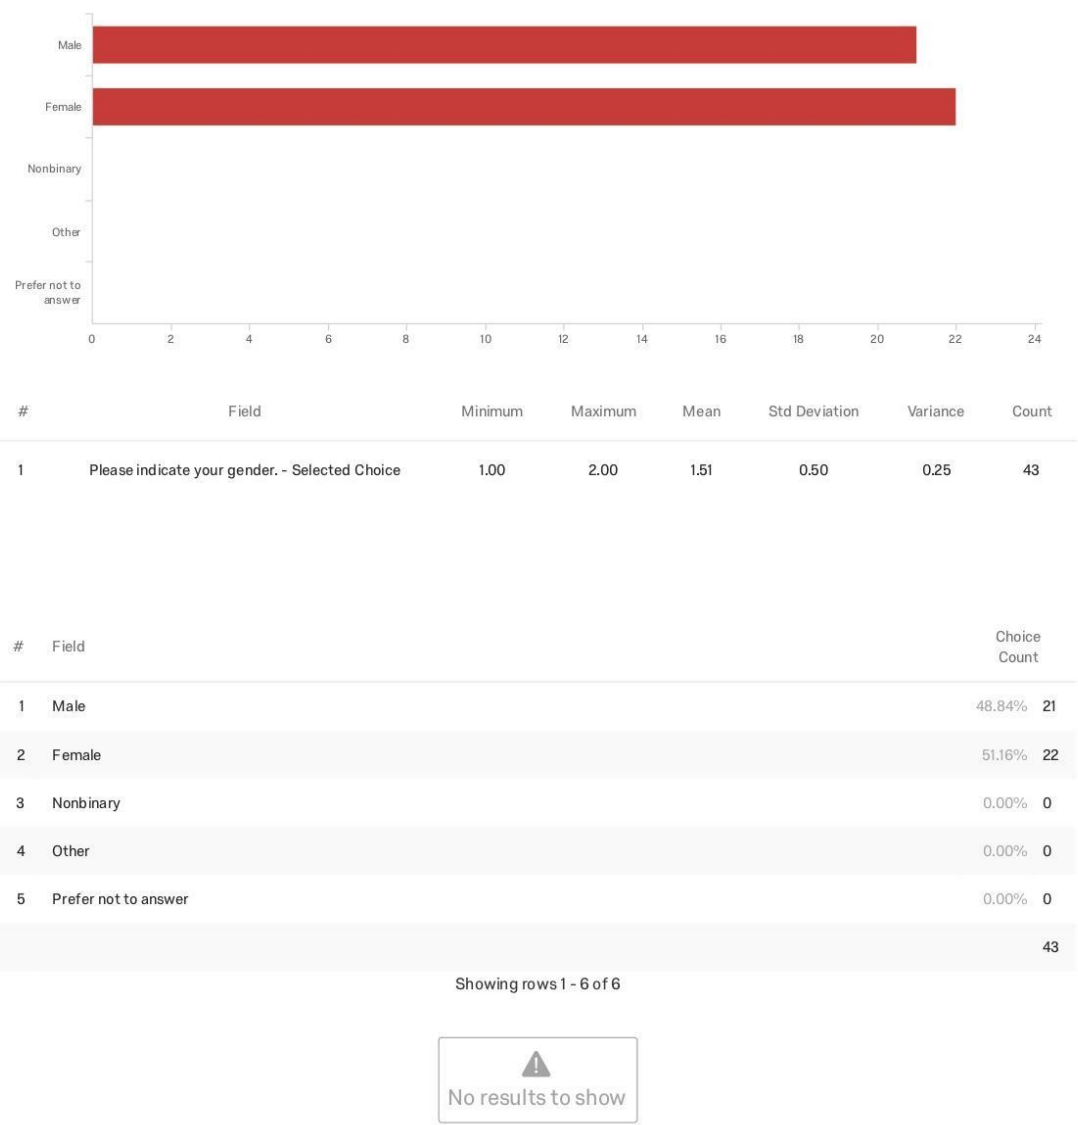 Male
Female
Nonbinary
Other
Prefer not to
answer
0 2 4 6 8 10 12 14 16 18 20 22 24
# Field Minimum Maximum Mean Std Deviation Variance Count
1 Please indicate your gender. - Selected Choice 1.00 2.00 1.51 0.50 0.25 43
# Field Choice
Count
1 Male 48.84% 21
2 Female 51.16% 22
3 Nonbinary 0.00% 0
4 Other 0.00% 0
5 Prefer not to answer 0.00% 0
43
Showing rows 1 - 6 of 6
No results to show